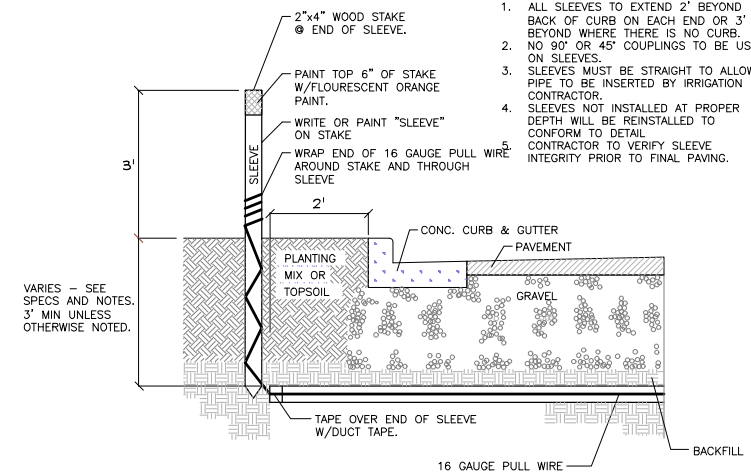 2"x4" WOOD STAKE
@ END OF SLEEVE.
PAINT TOP 6" OF STAKE
W/FLOURESCENT ORANGE
PAINT.
WRITE OR PAINT "SLEEVE"
ON STAKE
WRAP END OF 16 GAUGE PULL WIRE
AROUND STAKE AND THROUGH
SLEEVE
1. ALL SLEEVES TO EXTEND 2' BEYOND
BACK OF CURB ON EACH END OR 3'
BEYOND WHERE THERE IS NO CURB.
2. NO 90° OR 45° COUPLINGS TO BE US
ON SLEEVES.
3. SLEEVES MUST BE STRAIGHT TO ALLOW
PIPE TO BE INSERTED BY IRRIGATION
CONTRACTOR.
4. SLEEVES NOT INSTALLED AT PROPER
DEPTH WILL BE REINSTALLED TO
CONFORM TO DETAIL
5. CONTRACTOR TO VERIFY SLEEVE
INTEGRITY PRIOR TO FINAL PAVING.
3'
SLEEVE
2'
CONC. CURB & GUTTER
PAVEMENT
PLANTING
MIX OR
TOPSOIL
GRAVEL
VARIES – SEE
SPECS AND NOTES.
3' MIN UNLESS
OTHERWISE NOTED.
TAPE OVER END OF SLEEVE
W/DUCT TAPE.
BACKFILL
16 GAUGE PULL WIRE